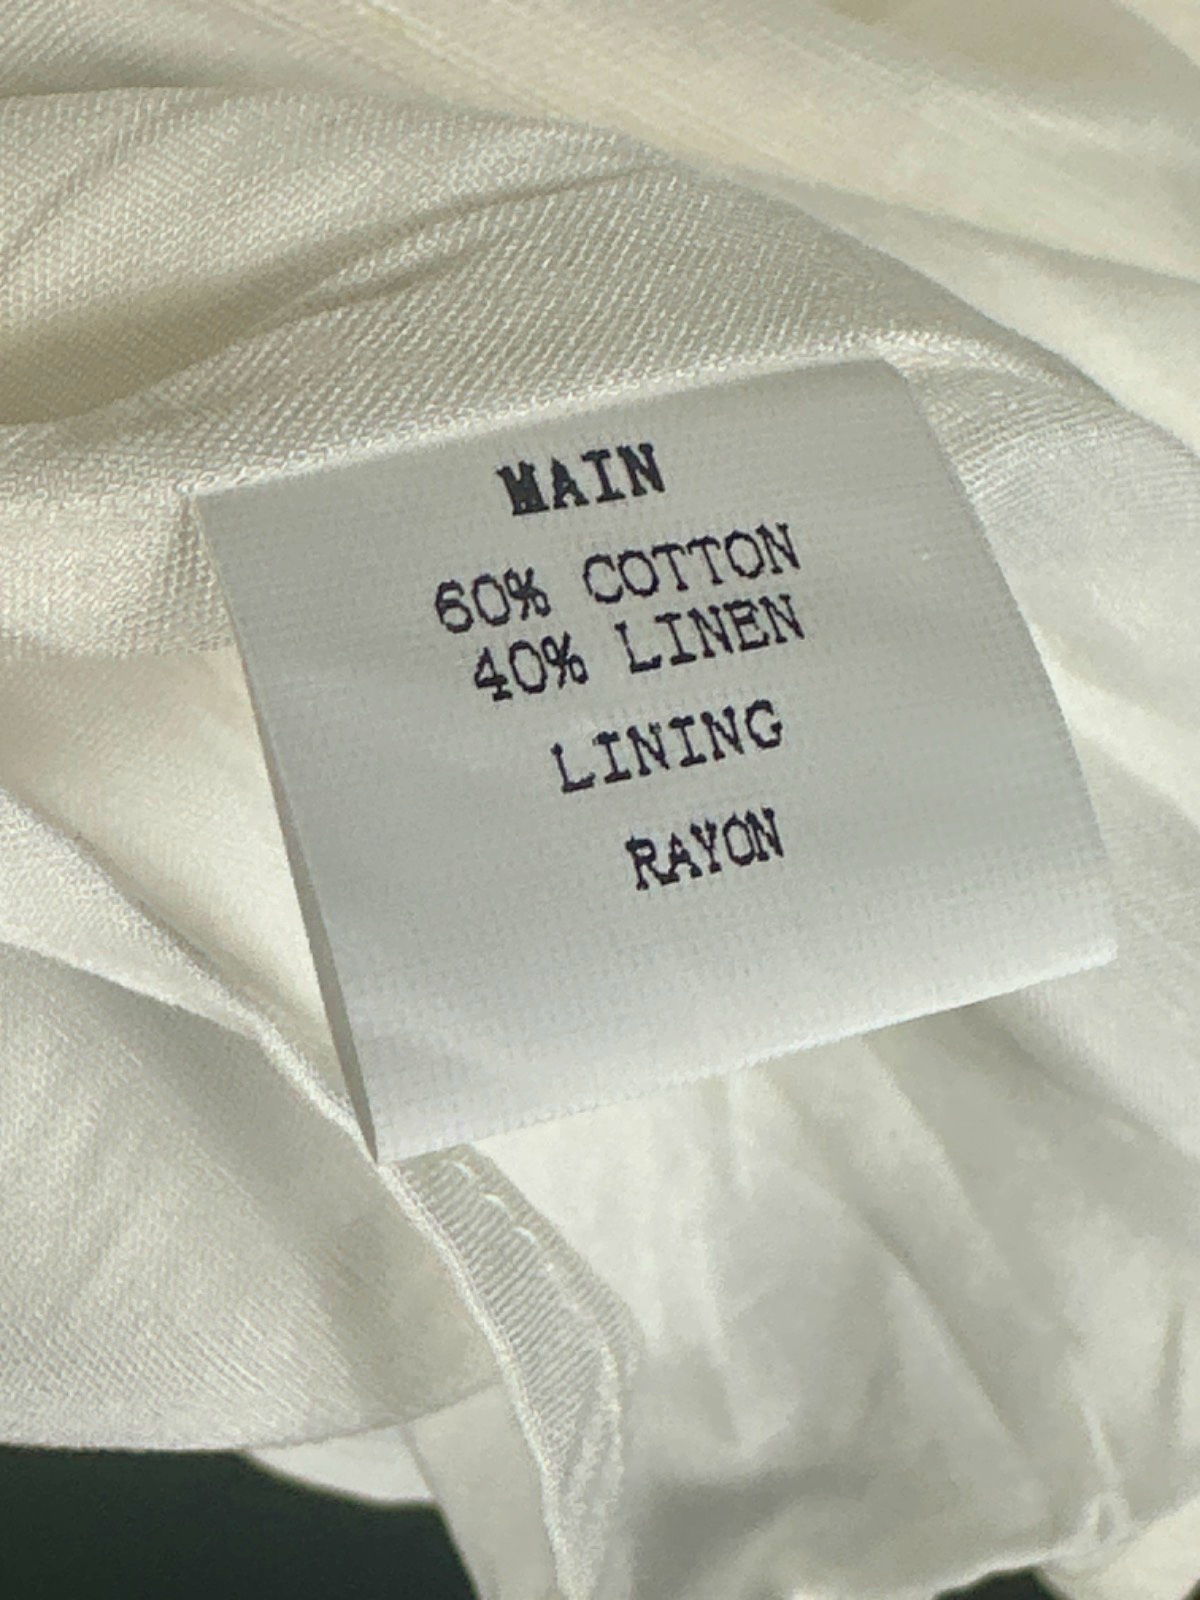 MAIN
60% COTTON
40% LINEN
LINING
RAYON